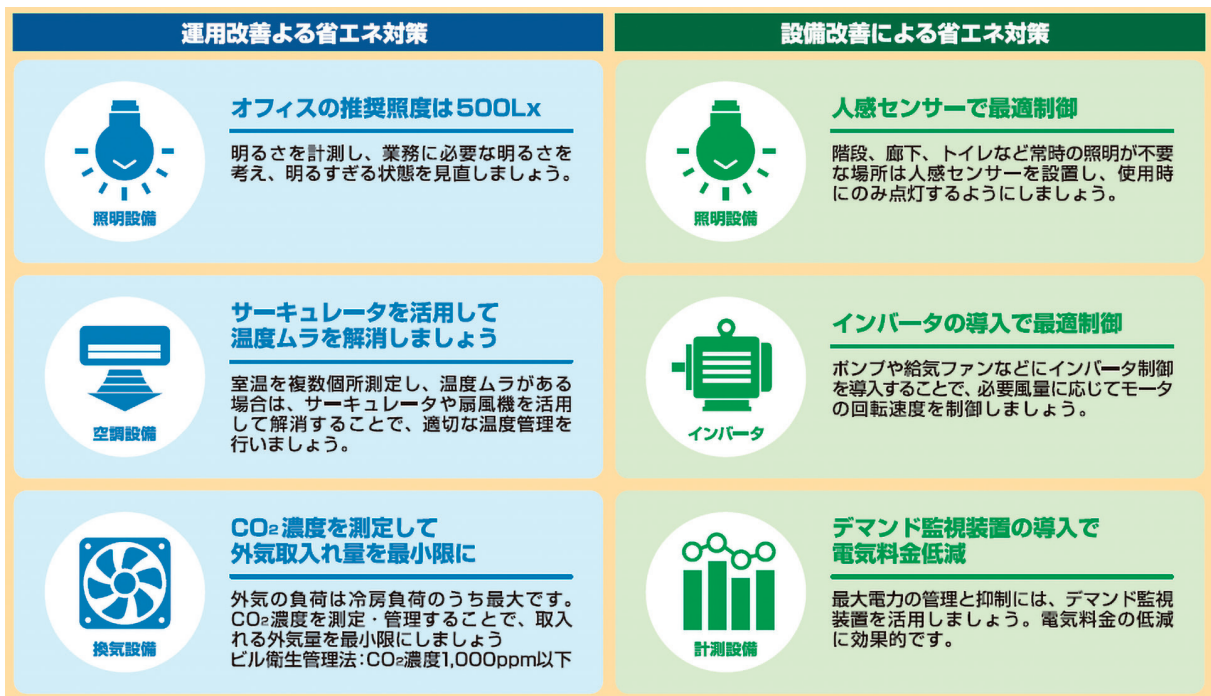 運用改善よる省エネ対策
オフィスの推奨照度は500Lx
明るさを計測し、業務に必要な明るさを
考え、明るすぎる状態を見直しましょう。
照明設備
サーキュレータを活用して
温度ムラを解消しましょう
室温を複数個所測定し、温度ムラがある
場合は、サーキュレータや扇風機を活用
して解消することで、適切な温度管理を
行いましょう。
空調設備
CO₂濃度を測定して
外気取入れ量を最小限に
外気の負荷は冷房負荷のうち最大です。
CO₂濃度を測定・管理することで、取入
れる外気量を最小限にしましょう
ビル衛生管理法：CO₂濃度1,000ppm以下
換気設備
設備改善による省エネ対策
人感センサーで最適制御
階段、廊下、トイレなど常時の照明が不要
な場所は人感センサーを設置し、使用時
にのみ点灯するようにしましょう。
照明設備
インバータの導入で最適制御
ポンプや給気ファンなどにインバータ制御
を導入することで、必要風量に応じてモータ
の回転速度を制御しましょう。
インバータ
デマンド監視装置の導入で
電気料金低減
最大電力の管理と抑制には、デマンド監視
装置を活用しましょう。電気料金の低減
に効果的です。
計測設備